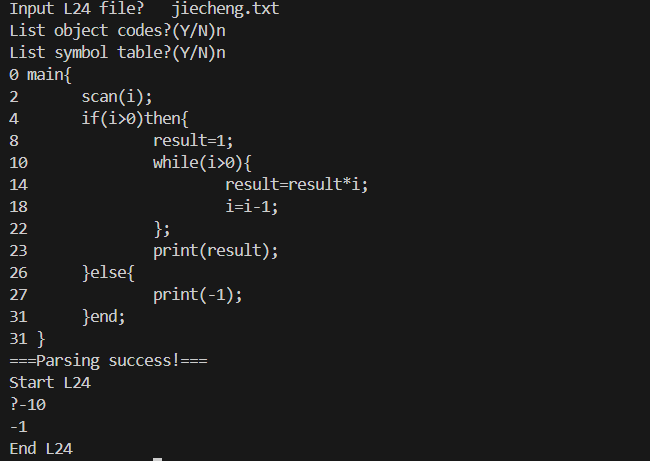 Input L24 file?   jiecheng.txt
List object codes?(Y/N)n
List symbol table?(Y/N)n
0 main{
2       scan(i);
4       if(i>0)then{
8               result=1;
10              while(i>0){
14                      result=result*i;
18                      i=i-1;
22              };
23              print(result);
26      }else{
27              print(-1);
31      }end;
31 }
===Parsing success!===
Start L24
?-10
-1
End L24